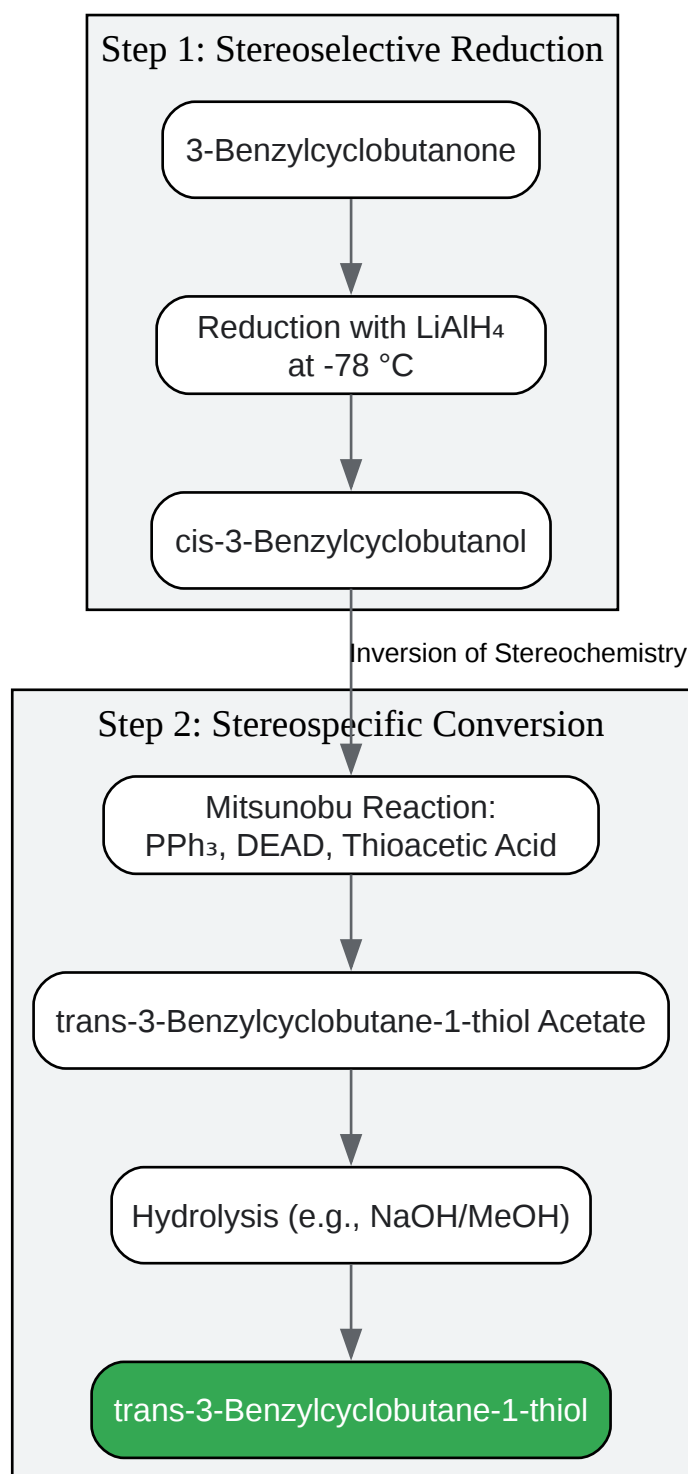 Step 1: Stereoselective Reduction
3-Benzylcyclobutanone
Reduction with LiAlH₄
at -78 °C
cis-3-Benzylcyclobutanol
Inversion of Stereochemistry
Step 2: Stereospecific Conversion
Mitsunobu Reaction:
PPh₃, DEAD, Thioacetic Acid
trans-3-Benzylcyclobutane-1-thiol Acetate
Hydrolysis (e.g., NaOH/MeOH)
trans-3-Benzylcyclobutane-1-thiol